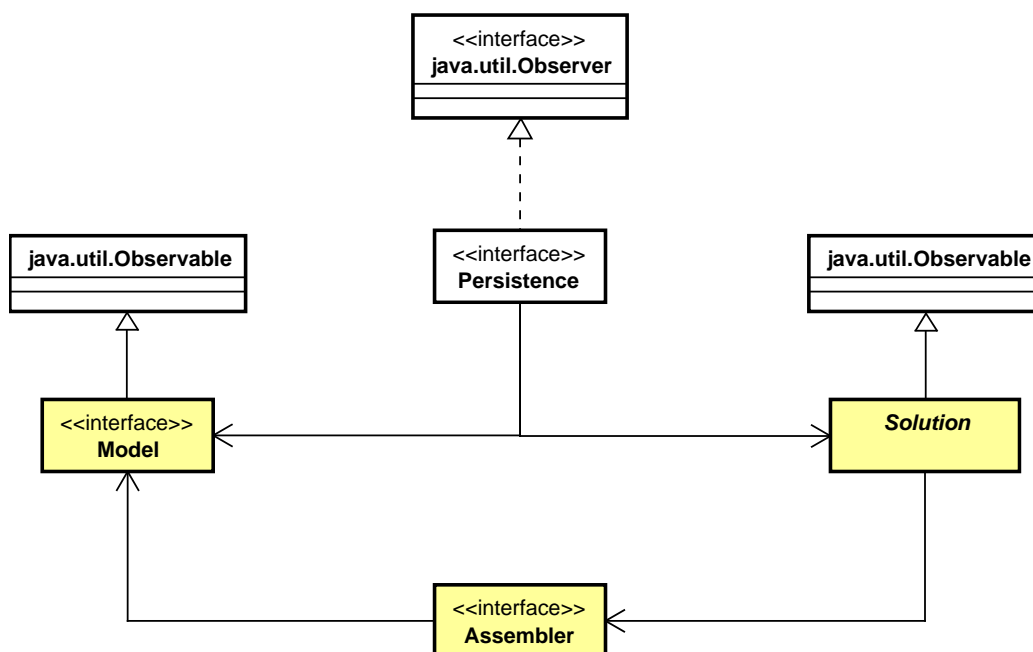 <<interface>>
java.util.Observer
java.util.Observable
<<interface>>
Persistence
java.util.Observable
<<interface>>
Model
Solution
<<interface>>
Assembler